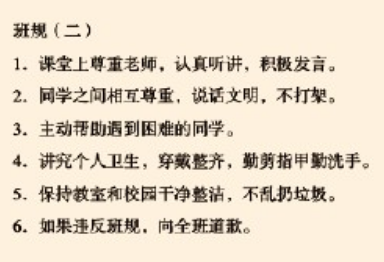 班规（二）
1. 课堂上尊重老师，认真听讲，积极发言。
2. 同学之间相互尊重，说话文明，不打架。
3. 主动帮助遇到困难的同学。
4. 讲究个人卫生，穿戴整齐，勤剪指甲勤洗手。
5. 保持教室和校园干净整洁，不乱扔垃圾。
6. 如果违反班规，向全班道歉。